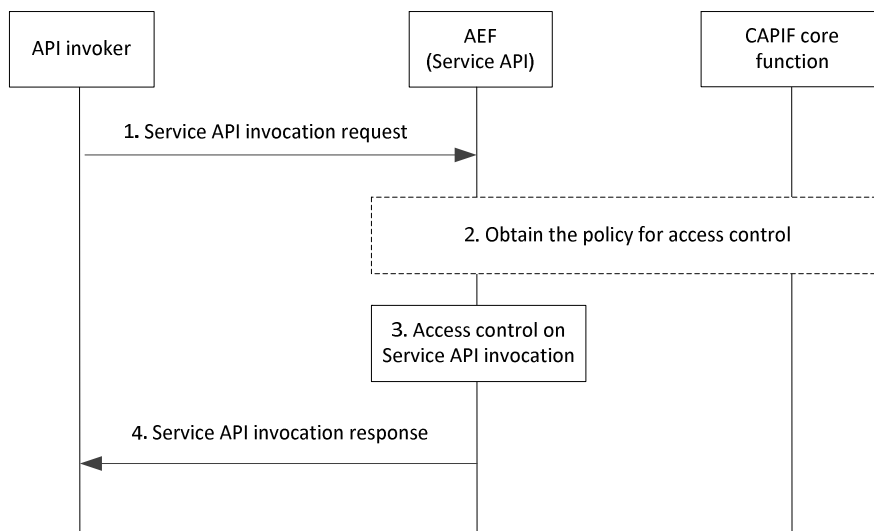 API invoker
AEF
(Service API)
CAPIF core
function
1. Service API invocation request
2. Obtain the policy for access control
3. Access control on
Service API invocation
4. Service API invocation response